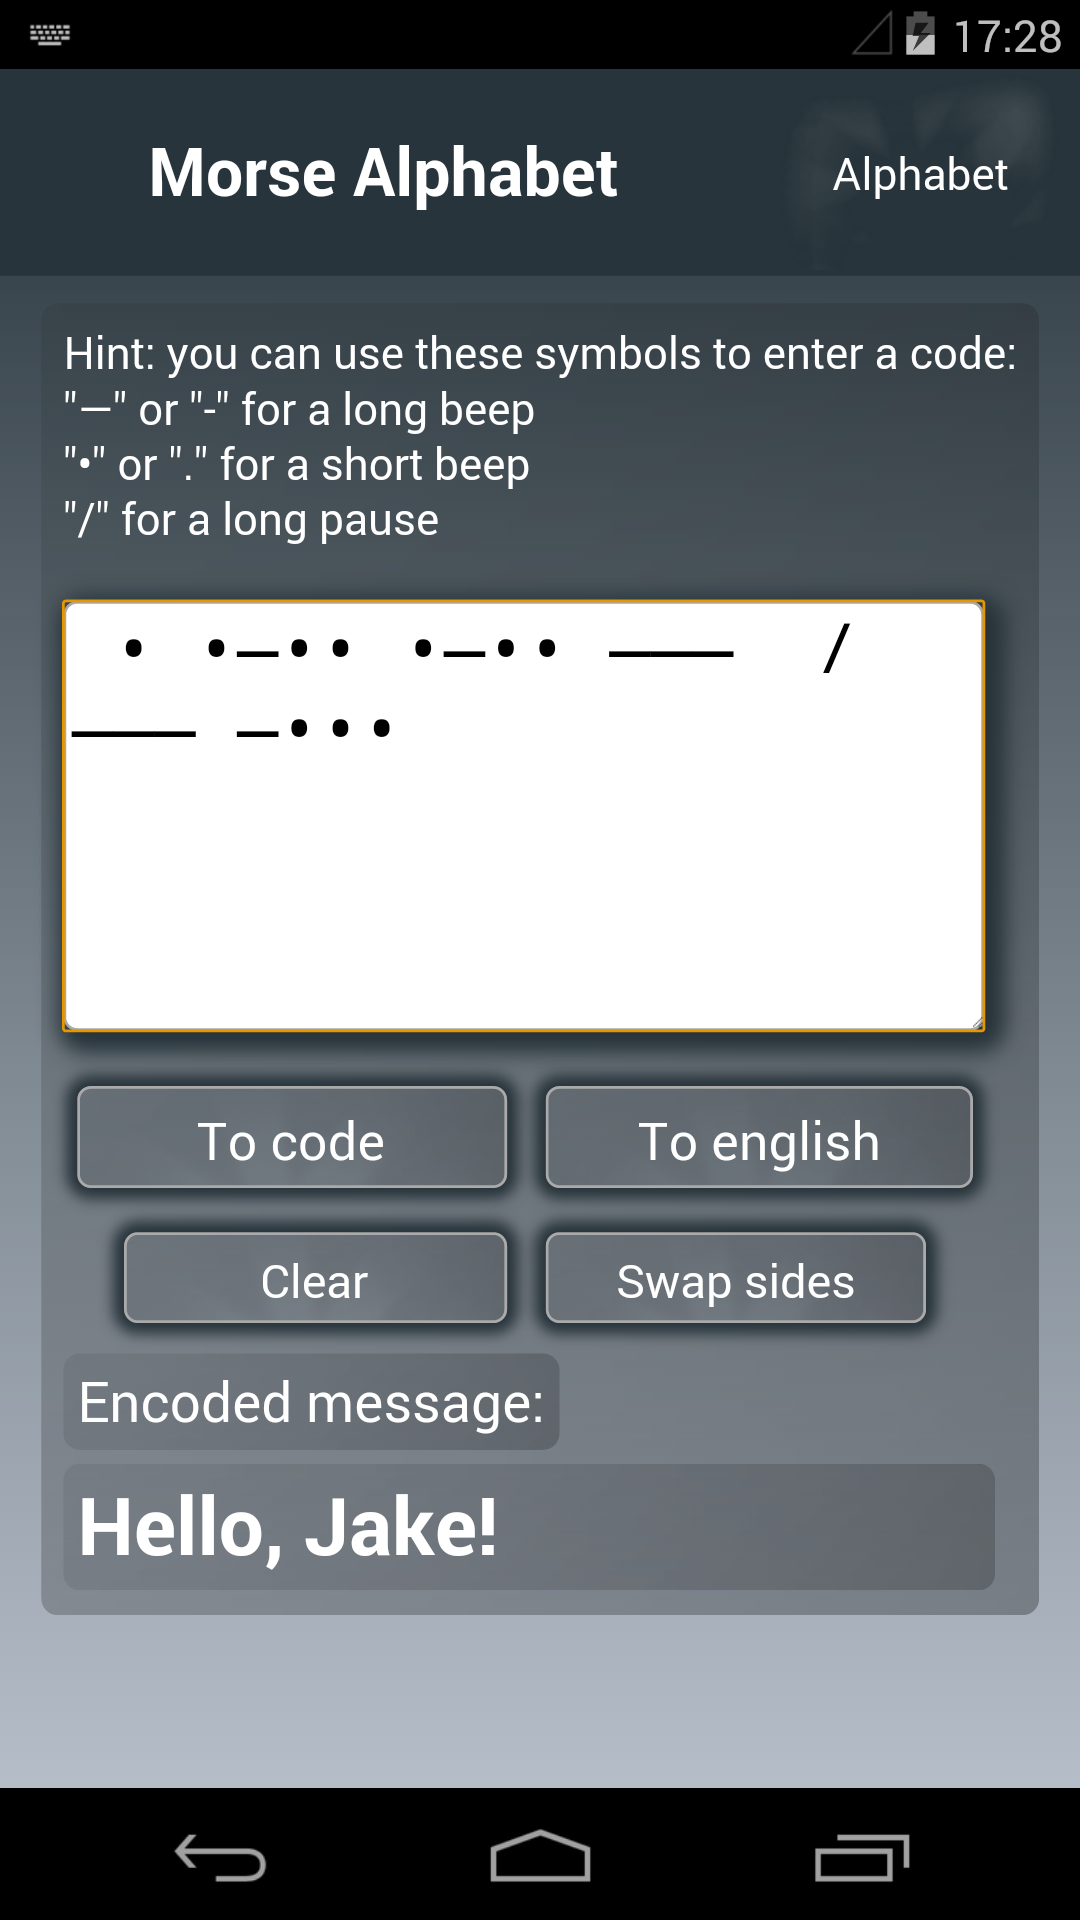 17:28
Morse Alphabet
Alphabet
Hint: you can use these symbols to enter a code:
"—" or "-" for a long beep
"•" or "." for a short beep
"/" for a long pause
• •—•• •—•• ——— /
——— —•••
To code
To english
Clear
Swap sides
Encoded message:
Hello, Jake!